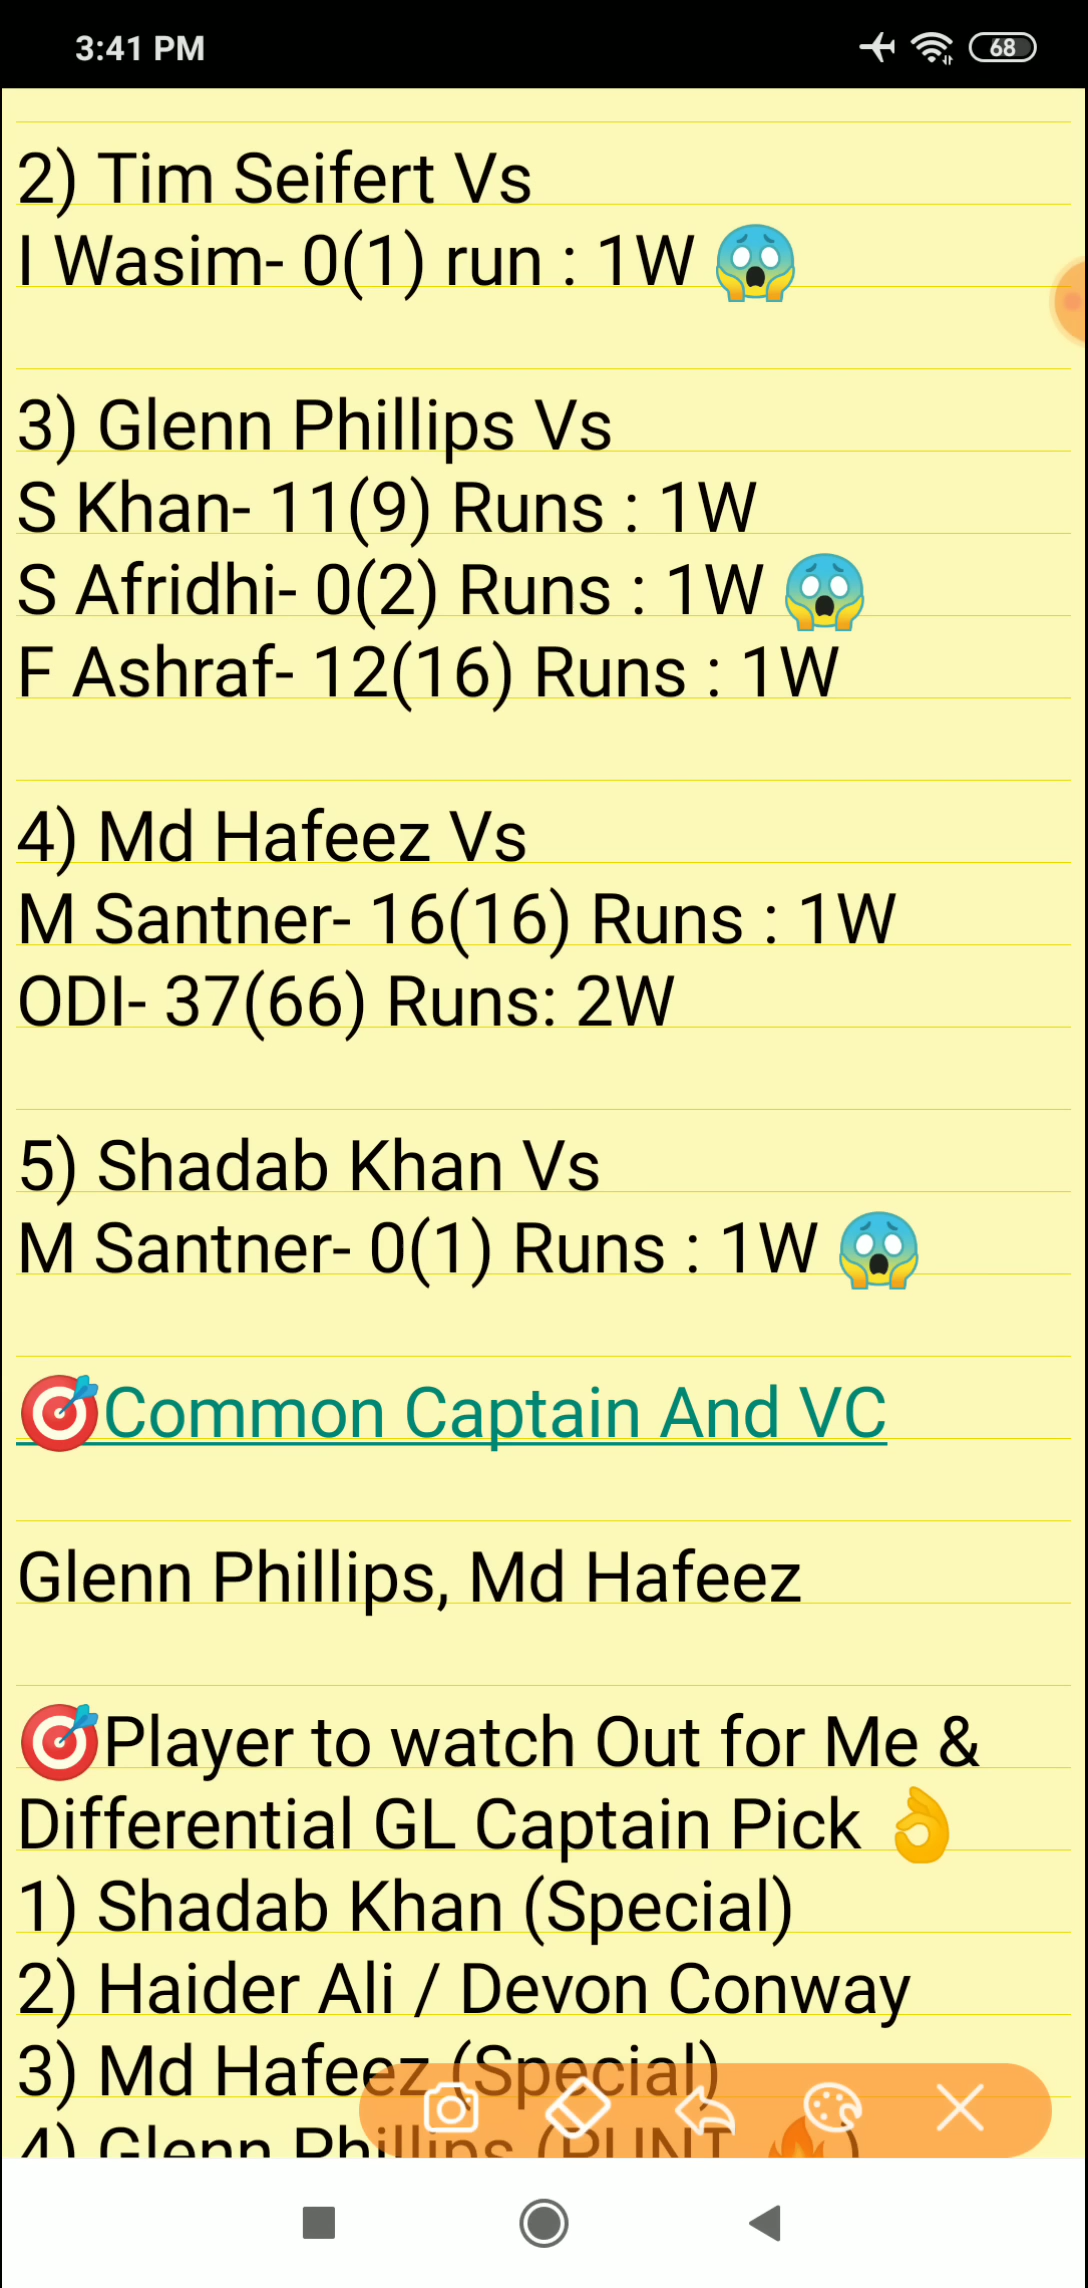 3:41 PM
68
2) Tim Seifert Vs
I Wasim- 0(1) run : 1W 😱
3) Glenn Phillips Vs
S Khan- 11(9) Runs : 1W
S Afridhi- 0(2) Runs : 1W 😱
F Ashraf- 12(16) Runs : 1W
4) Md Hafeez Vs
M Santner- 16(16) Runs : 1W
ODI- 37(66) Runs: 2W
5) Shadab Khan Vs
M Santner- 0(1) Runs : 1W 😱
🎯Common Captain And VC
Glenn Phillips, Md Hafeez
🎯Player to watch Out for Me &
Differential GL Captain Pick 👌
1) Shadab Khan (Special)
2) Haider Ali / Devon Conway
3) Md Hafeez (Special)
4) Glenn Phillips (PUNT 🔥)